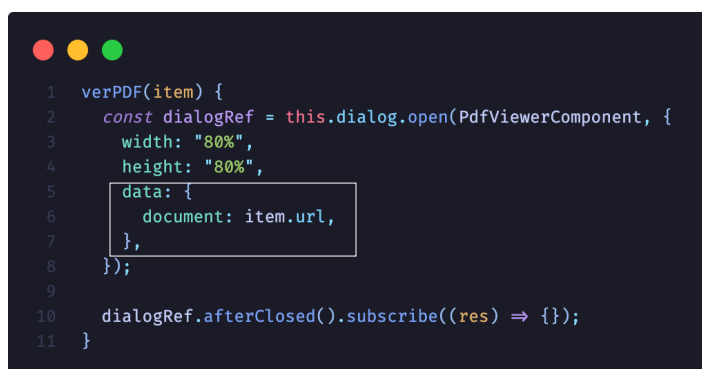 1 verPDF(item) {
2 const dialogRef = this.dialog.open(PdfViewerComponent, {
3 width: "80%",
4 height: "80%",
5 data: {
6 document: item.url,
7 },
8 });
9
10 dialogRef.afterClosed().subscribe((res) ⇒ {});
11 }